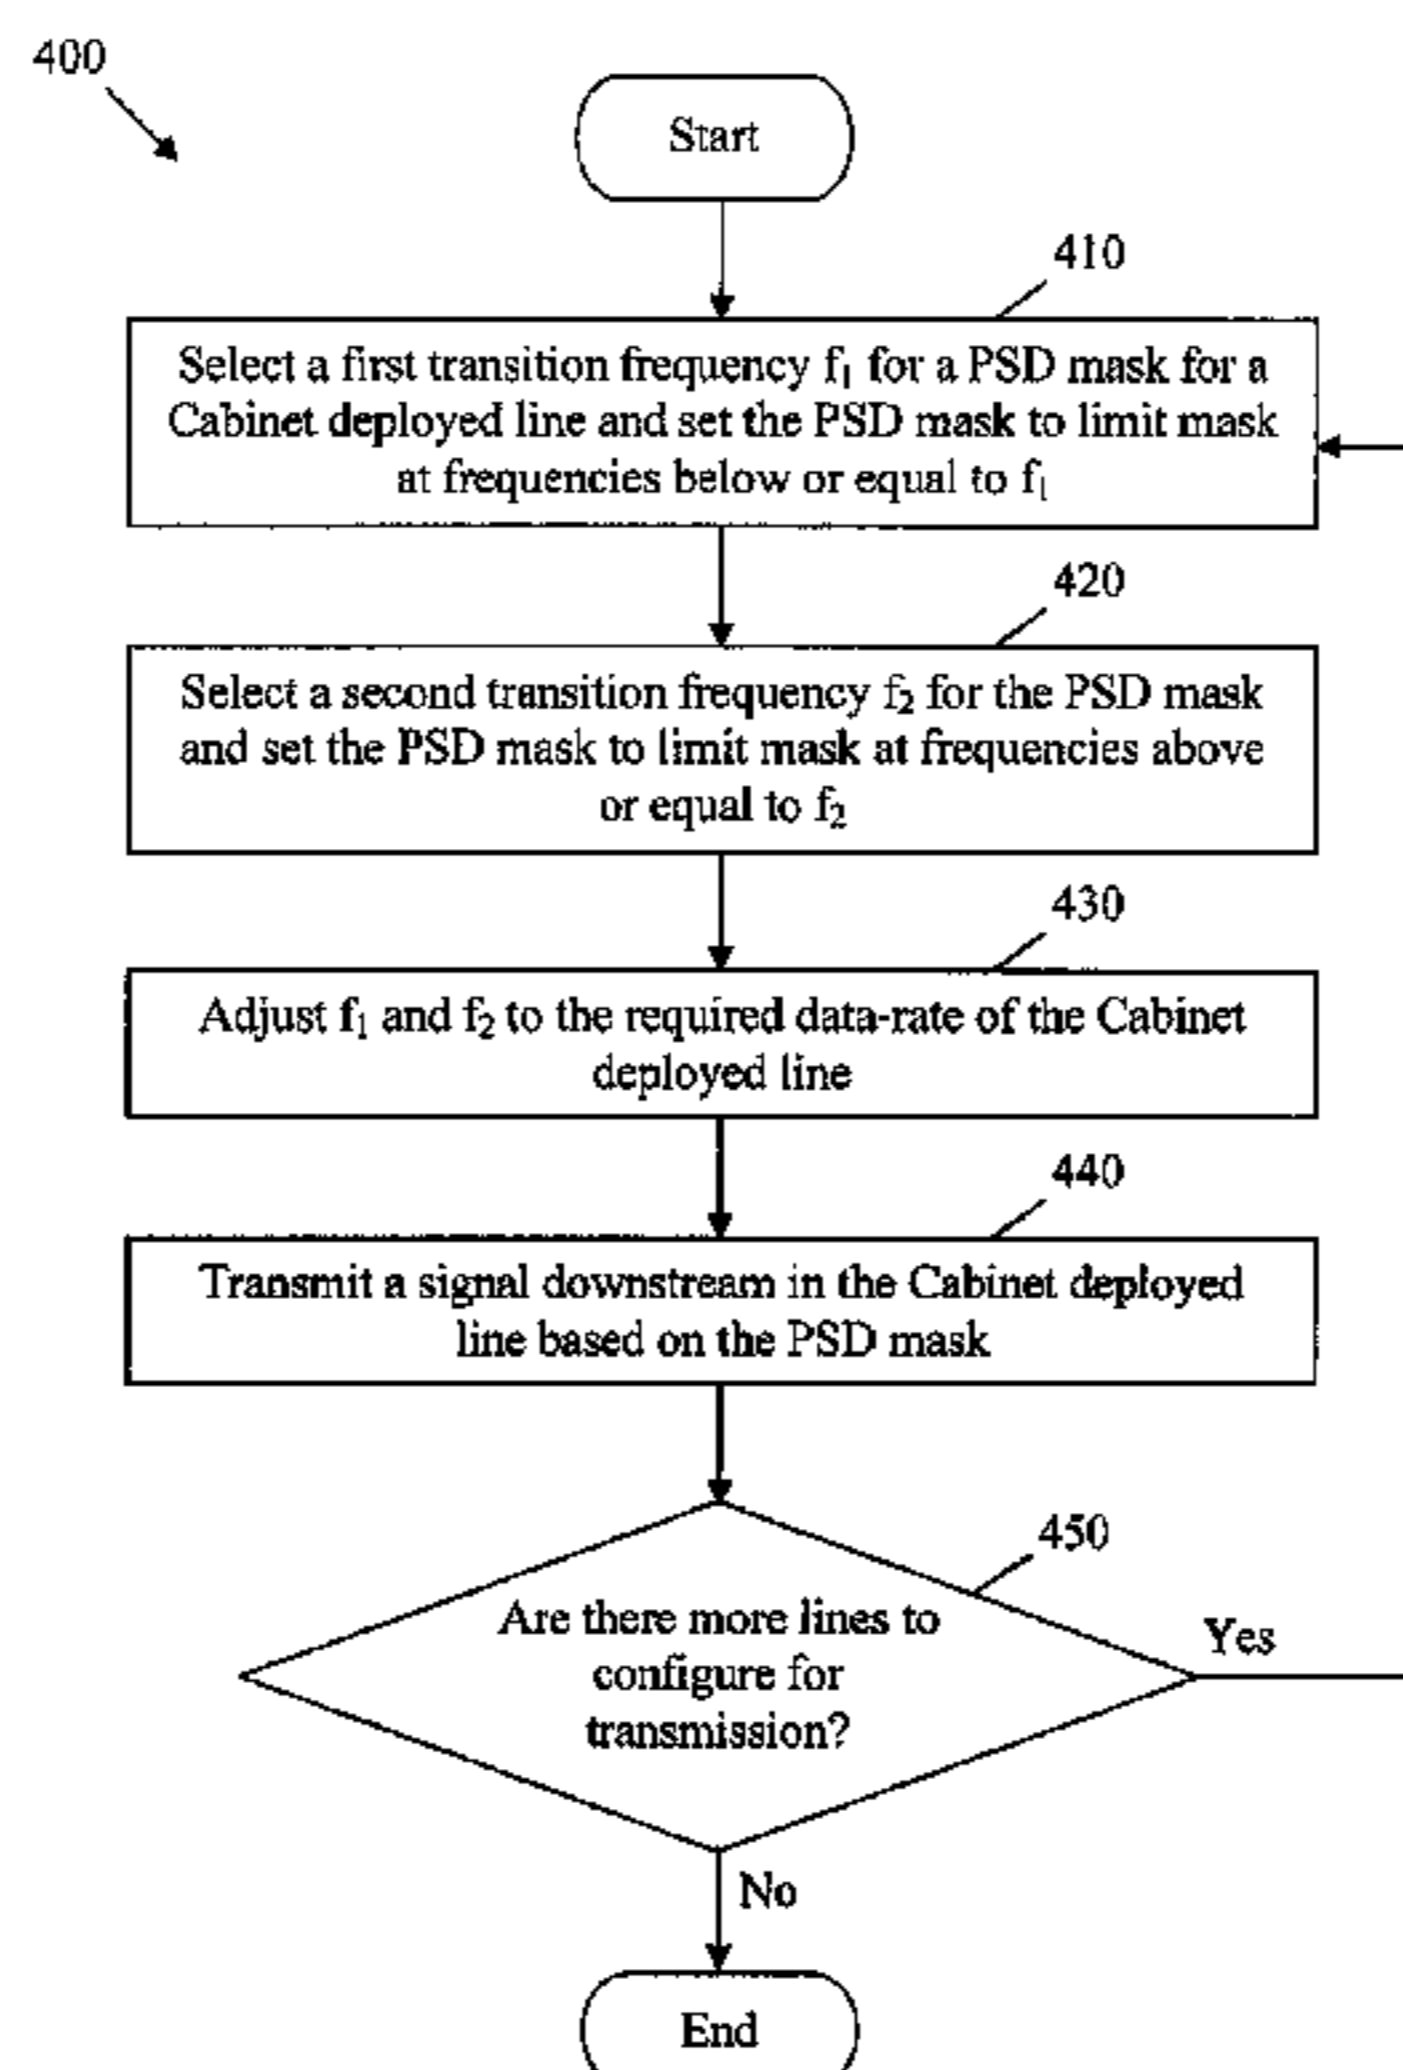 400
Start
410
Select a first transition frequency f₁ for a PSD mask for a
Cabinet deployed line and set the PSD mask to limit mask
at frequencies below or equal to f₁
420
Select a second transition frequency f₂ for the PSD mask
and set the PSD mask to limit mask at frequencies above
or equal to f₂
430
Adjust f₁ and f₂ to the required data-rate of the Cabinet
deployed line
440
Transmit a signal downstream in the Cabinet deployed
line based on the PSD mask
450
Are there more lines to
configure for
transmission?
Yes
No
End